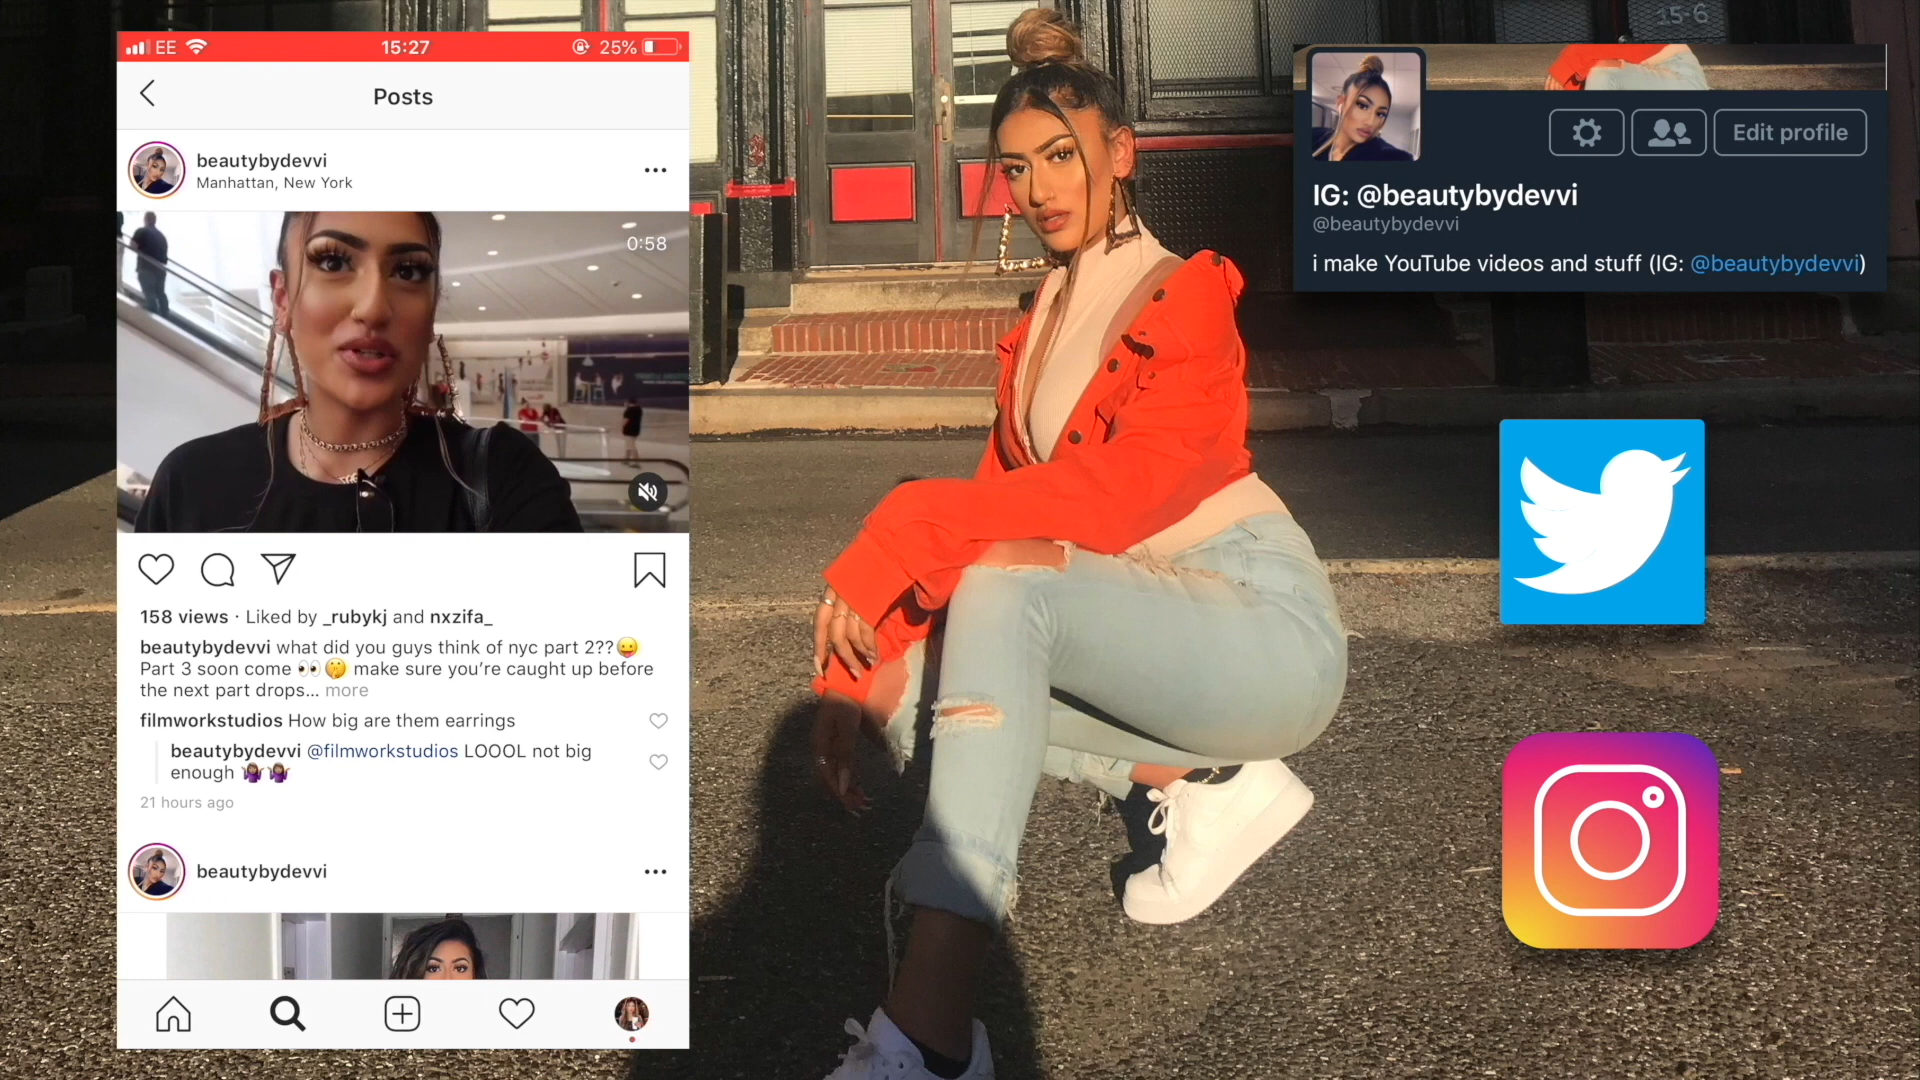 EE 15:27 25%
Posts
beautybydevvi
Manhattan, New York
0:58
158 views · Liked by _rubykj and nxzifa_
beautybydevvi what did you guys think of nyc part 2??😛
Part 3 soon come 👀🤫 make sure you're caught up before
the next part drops... more
filmworkstudios How big are them earrings
beautybydevvi @filmworkstudios LOOOL not big
enough 🤷🏽‍♀️🤷🏽‍♀️
21 hours ago
beautybydevvi
15-6
Edit profile
IG: @beautybydevvi
@beautybydevvi
i make YouTube videos and stuff (IG: @beautybydevvi)